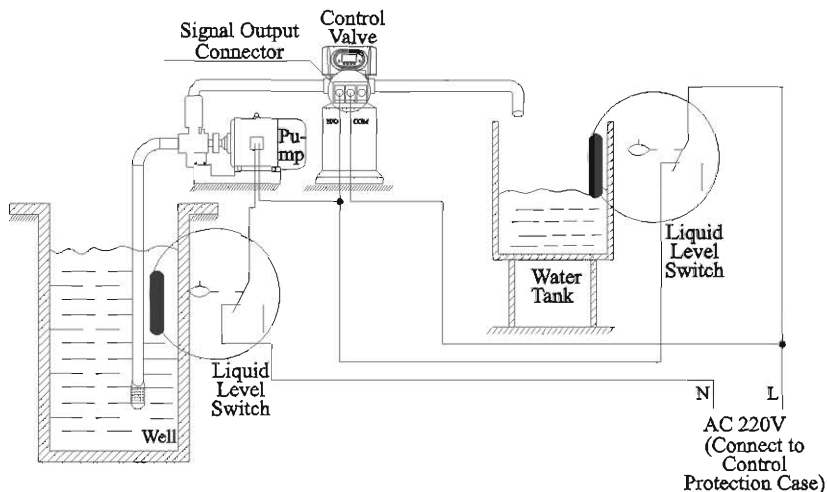 Control
Valve
Signal Output
Connector
N/O COM
Pu-
mp
Liquid
Level
Switch
Water
Tank
Liquid
Level
Switch
Well
N L
AC 220V
(Connect to
Control
Protection Case)